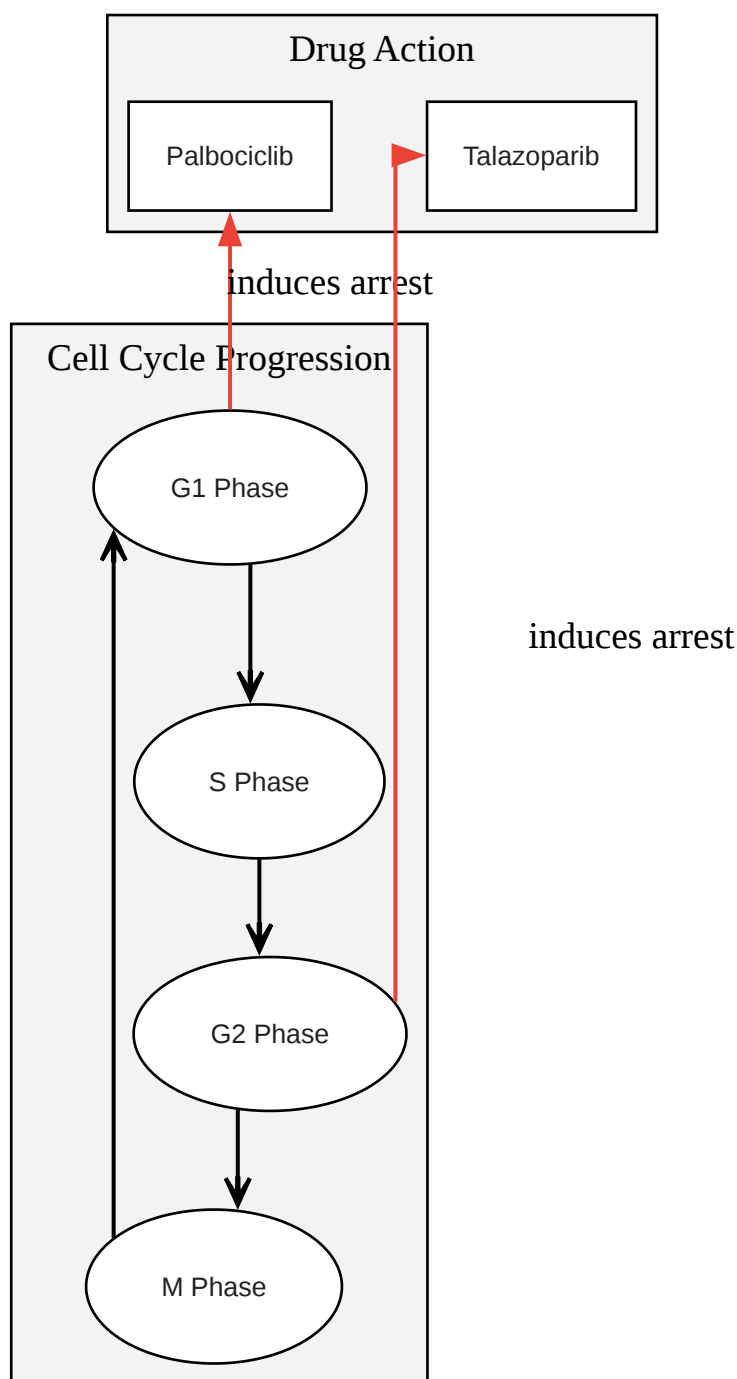 Drug Action
Palbociclib
Talazoparib
induces arrest
Cell Cycle Progression
G1 Phase
induces arrest
S Phase
G2 Phase
M Phase